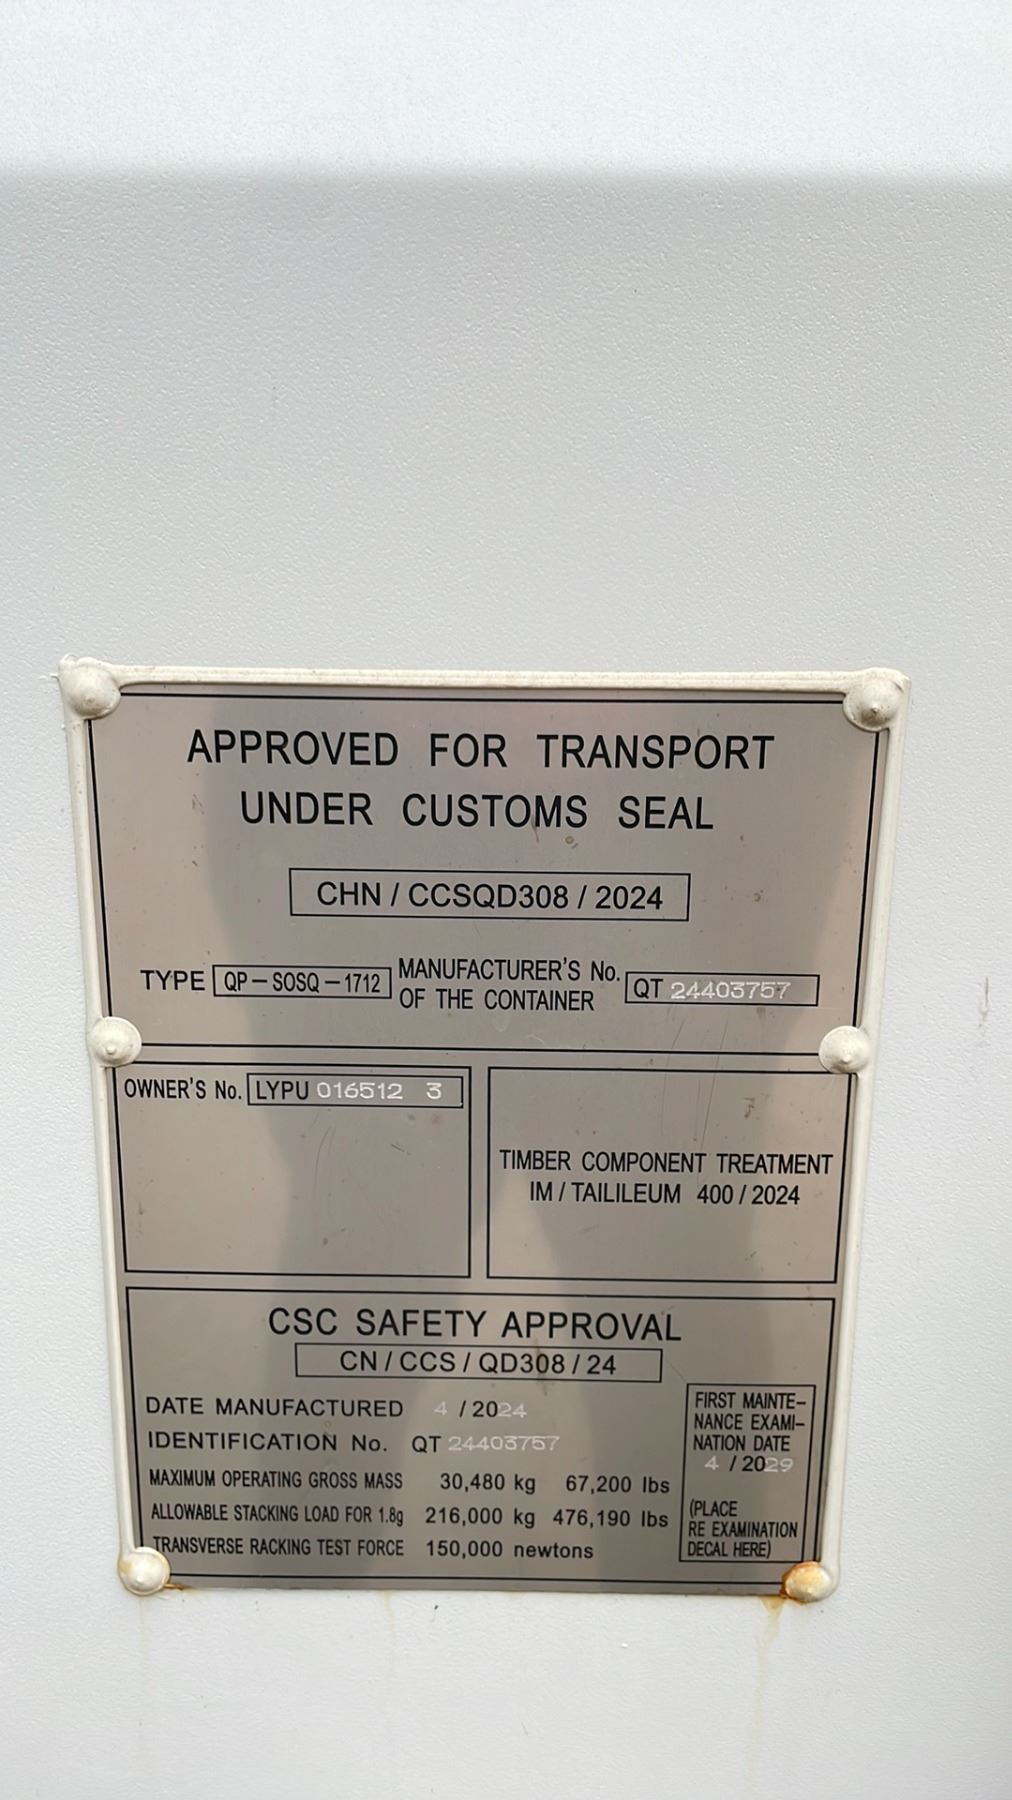 APPROVED FOR TRANSPORT
UNDER CUSTOMS SEAL
CHN / CCSQD308 / 2024
TYPE QP-SOSQ-1712 MANUFACTURER'S No. OF THE CONTAINER QT 24403757
OWNER'S No. LYPU 016512 3
TIMBER COMPONENT TREATMENT
IM / TAILILEUM 400 / 2024
CSC SAFETY APPROVAL
CN / CCS / QD308 / 24
DATE MANUFACTURED 4 / 2024
IDENTIFICATION No. QT 24403757
MAXIMUM OPERATING GROSS MASS 30,480 kg 67,200 lbs
ALLOWABLE STACKING LOAD FOR 1.8g 216,000 kg 476,190 lbs
TRANSVERSE RACKING TEST FORCE 150,000 newtons
FIRST MAINTE-
NANCE EXAMI-
NATION DATE
4 / 2029
(PLACE
RE EXAMINATION
DECAL HERE)